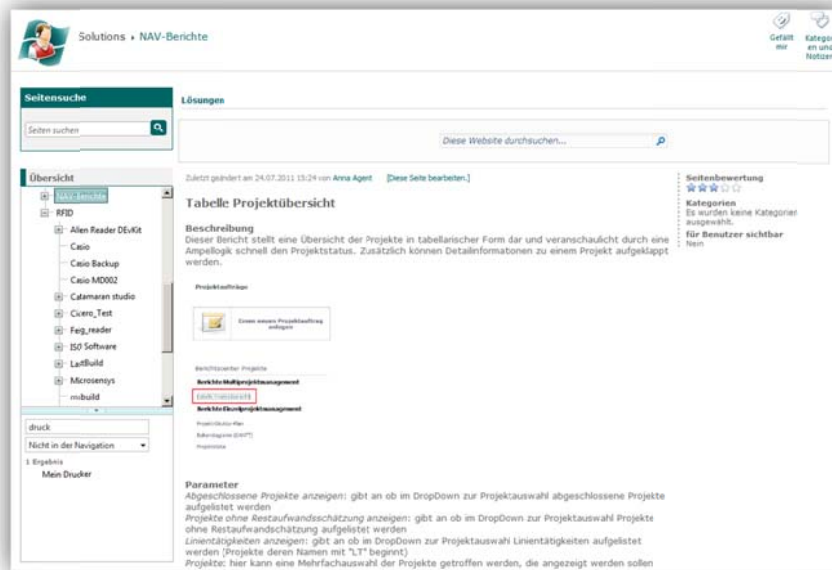 Solutions ▸ NAV-Berichte
Gefällt mir
Kategori
en und
Notizen
Seitensuche
Seiten suchen
Lösungen
Diese Website durchsuchen...
Übersicht
NAV-Berichte
RFID
Alien Reader DEvKit
Casio
Casio Backup
Casio MD002
Catamaran studio
Cicero_Test
Feig_reader
ISO Software
LastBuild
Microsensys
msbuild
druck
Nicht in der Navigation
1 Ergebnis
Mein Drucker
Zuletzt geändert am 24.07.2011 15:24 von Anna Agent [Diese Seite bearbeiten.]
Tabelle Projektübersicht
Beschreibung
Dieser Bericht stellt eine Übersicht der Projekte in tabellarischer Form dar und veranschaulicht durch eine
Ampellogik schnell den Projektstatus. Zusätzlich können Detailinformationen zu einem Projekt aufgeklappt
werden.
Projektaufträge
Einen neuen Projektauftrag
anlegen
Berichtscenter Projekte
Berichte Multiprojektmanagement
Berichte Einzelprojektmanagement
Parameter
Abgeschlossene Projekte anzeigen: gibt an ob im DropDown zur Projektauswahl abgeschlossene Projekte
aufgelistet werden
Projekte ohne Restaufwandsschätzung anzeigen: gibt an ob im DropDown zur Projektauswahl Projekte
ohne Restaufwandschätzung aufgelistet werden
Linientätigkeiten anzeigen: gibt an ob im DropDown zur Projektauswahl Linientätigkeiten aufgelistet
werden (Projekte deren Namen mit "LT" beginnt)
Projekte: hier kann eine Mehrfachauswahl der Projekte getroffen werden, die angezeigt werden sollen
Seitenbewertung
Kategorien
Es wurden keine Kategorien
ausgewählt.
für Benutzer sichtbar
Nein